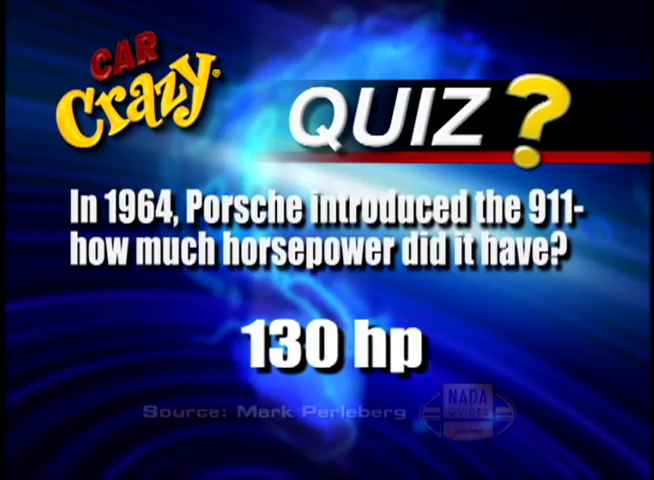 CAR
Crazy®
QUIZ?
In 1964, Porsche introduced the 911-
how much horsepower did it have?
130 hp
Source: Mark Perleberg
NADA
GUIDES